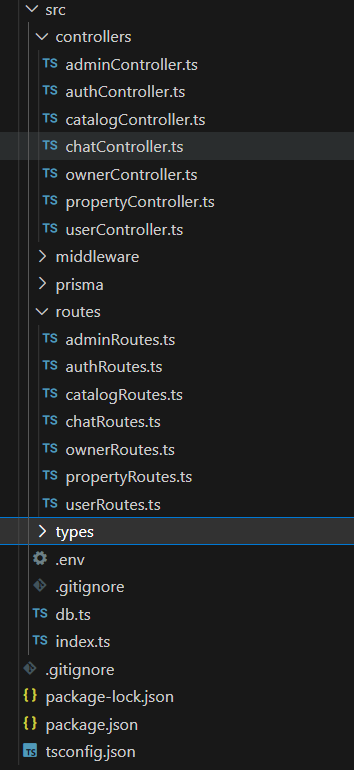 src
controllers
TS adminController.ts
TS authController.ts
TS catalogController.ts
TS chatController.ts
TS ownerController.ts
TS propertyController.ts
TS userController.ts
middleware
prisma
routes
TS adminRoutes.ts
TS authRoutes.ts
TS catalogRoutes.ts
TS chatRoutes.ts
TS ownerRoutes.ts
TS propertyRoutes.ts
TS userRoutes.ts
types
.env
.gitignore
TS db.ts
TS index.ts
.gitignore
{} package-lock.json
{} package.json
TS tsconfig.json